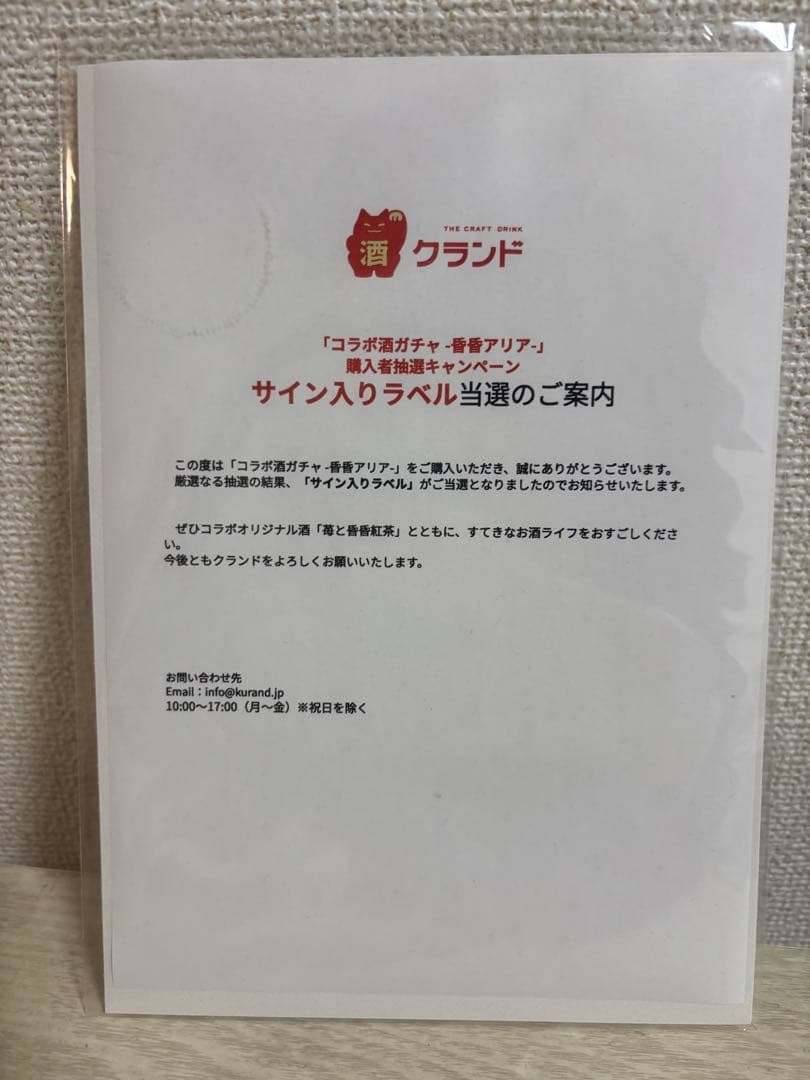 酒
THE CRAFT DRINK
クランド
「コラボ酒ガチャ -昏昏アリア-」
購入者抽選キャンペーン
サイン入りラベル当選のご案内
この度は「コラボ酒ガチャ -昏昏アリア-」をご購入いただき、誠にありがとうございます。
厳選なる抽選の結果、「サイン入りラベル」がご当選となりましたのでお知らせいたします。
ぜひコラボオリジナル酒「苺と昏昏紅茶」とともに、すてきなお酒ライフをおすごしくださ
い。
今後ともクランドをよろしくお願いいたします。
お問い合わせ先
Email：info@kurand.jp
10:00〜17:00（月〜金）※祝日を除く